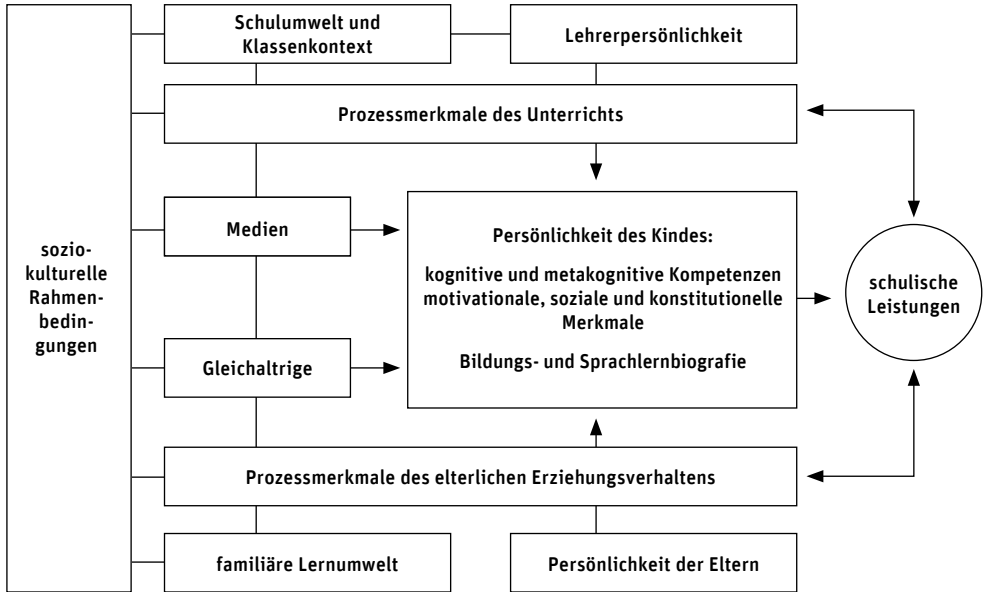 Schulumwelt und
Klassenkontext
Lehrerpersönlichkeit
Prozessmerkmale des Unterrichts
Medien
Persönlichkeit des Kindes:
kognitive und metakognitive Kompetenzen
motivationale, soziale und konstitutionelle
Merkmale
Bildungs- und Sprachlernbiografie
sozio-
kulturelle
Rahmen-
bedin-
gungen
schulische
Leistungen
Gleichaltrige
Prozessmerkmale des elterlichen Erziehungsverhaltens
familiäre Lernumwelt
Persönlichkeit der Eltern